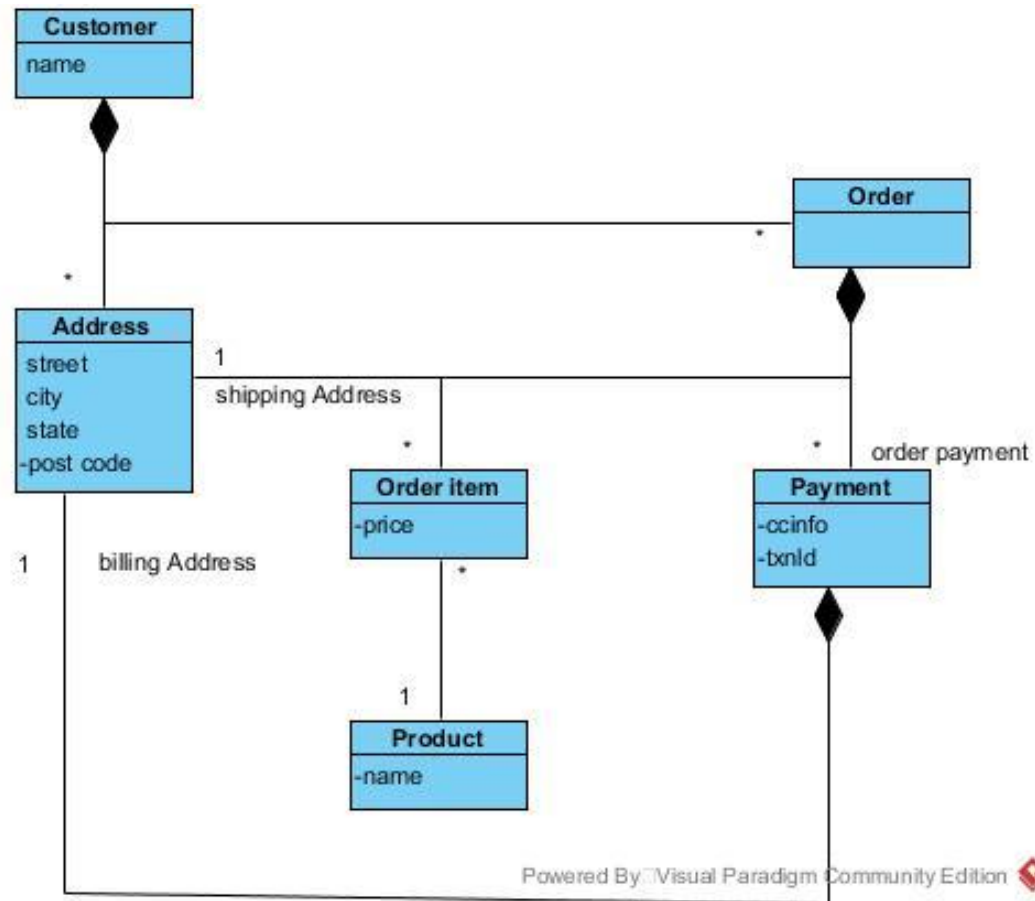 Customer
name
Order
*
*
Address
street
city
state
-post code
1
shipping Address
*
*
order payment
Order item
-price
Payment
-ccinfo
-txnId
1
billing Address
*
1
Product
-name
Powered By Visual Paradigm Community Edition